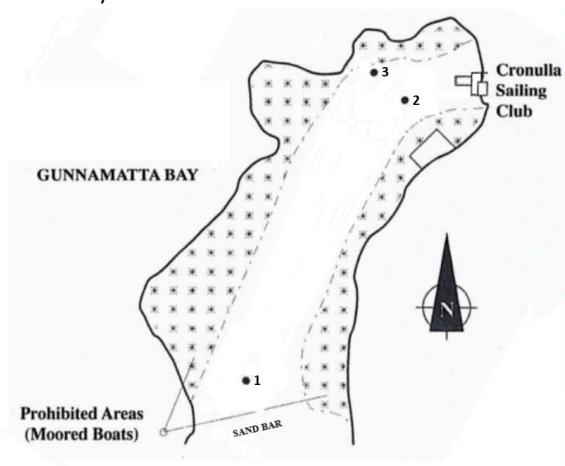 3
Cronulla
Sailing
Club
2
GUNNAMATTA BAY
N
1
Prohibited Areas
(Moored Boats)
SAND BAR